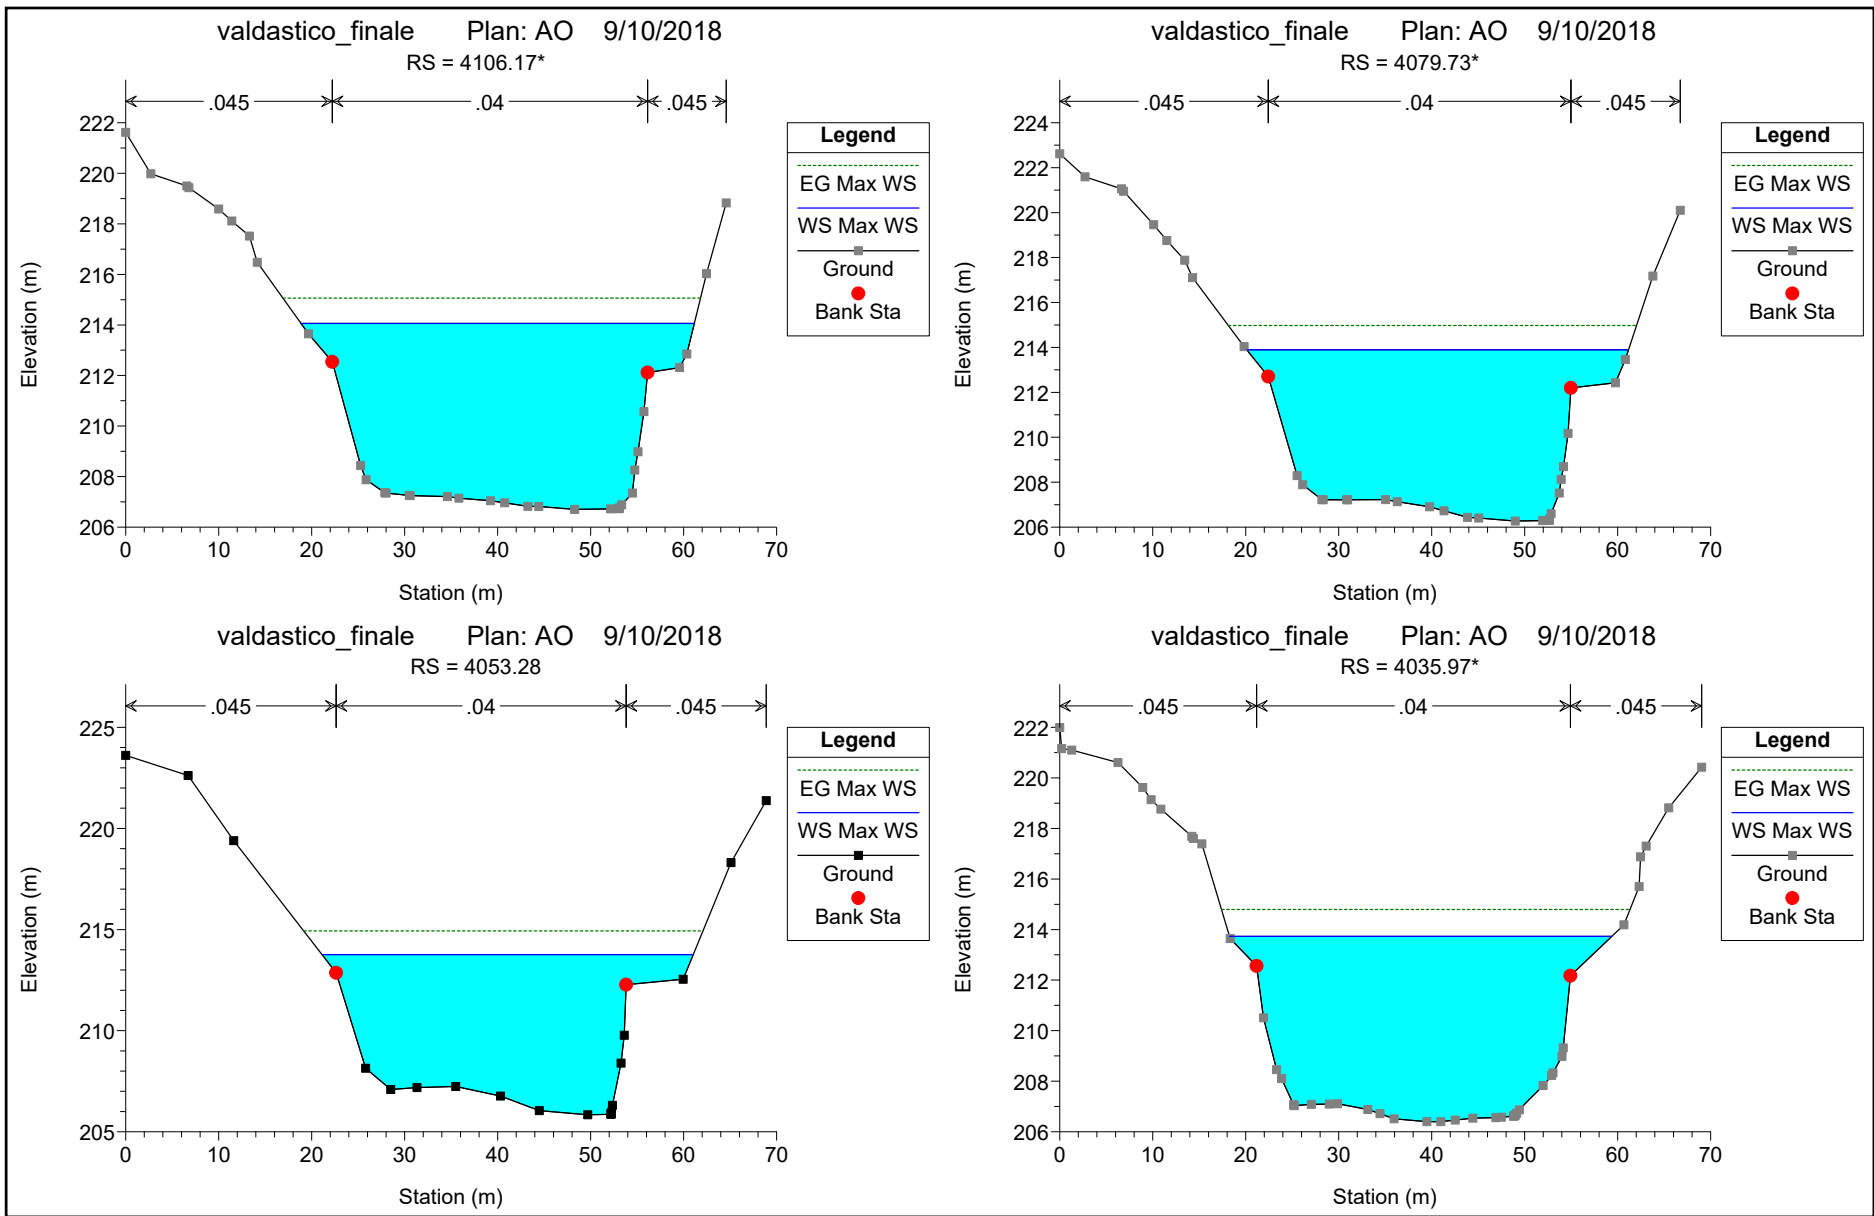 valdastico_finale Plan: AO 9/10/2018
RS = 4106.17*
.045 .04 .045
222
220
218
216
214
212
210
208
206
Elevation (m)
0 10 20 30 40 50 60 70
Station (m)
Legend
EG Max WS
WS Max WS
Ground
Bank Sta
valdastico_finale Plan: AO 9/10/2018
RS = 4079.73*
.045 .04 .045
224
222
220
218
216
214
212
210
208
206
Elevation (m)
0 10 20 30 40 50 60 70
Station (m)
Legend
EG Max WS
WS Max WS
Ground
Bank Sta
valdastico_finale Plan: AO 9/10/2018
RS = 4053.28
.045 .04 .045
225
220
215
210
205
Elevation (m)
0 10 20 30 40 50 60 70
Station (m)
Legend
EG Max WS
WS Max WS
Ground
Bank Sta
valdastico_finale Plan: AO 9/10/2018
RS = 4035.97*
.045 .04 .045
222
220
218
216
214
212
210
208
206
Elevation (m)
0 10 20 30 40 50 60 70
Station (m)
Legend
EG Max WS
WS Max WS
Ground
Bank Sta